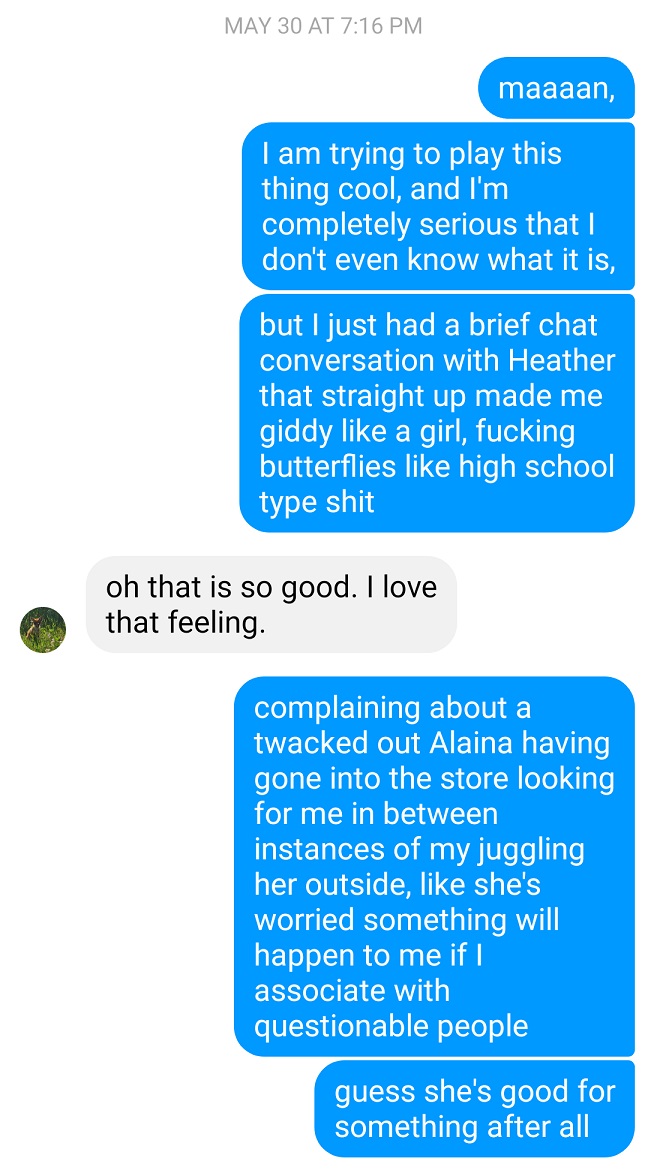 MAY 30 AT 7:16 PM
maaaan,
I am trying to play this
thing cool, and I'm
completely serious that I
don't even know what it is,
but I just had a brief chat
conversation with Heather
that straight up made me
giddy like a girl, fucking
butterflies like high school
type shit
oh that is so good. I love
that feeling.
complaining about a
twacked out Alaina having
gone into the store looking
for me in between
instances of my juggling
her outside, like she's
worried something will
happen to me if I
associate with
questionable people
guess she's good for
something after all